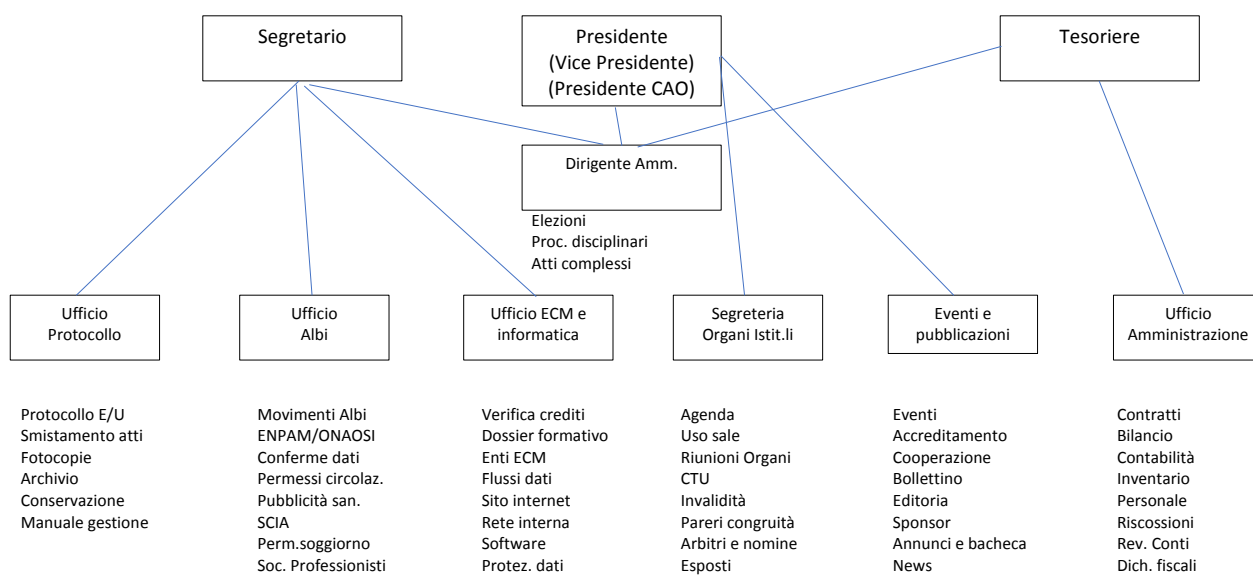 Segretario
Presidente
(Vice Presidente)
(Presidente CAO)
Tesoriere
Dirigente Amm.
Elezioni
Proc. disciplinari
Atti complessi
Ufficio
Protocollo
Ufficio
Albi
Ufficio ECM e
informatica
Segreteria
Organi Istit.li
Eventi e
pubblicazioni
Ufficio
Amministrazione
Protocollo E/U
Smistamento atti
Fotocopie
Archivio
Conservazione
Manuale gestione
Movimenti Albi
ENPAM/ONAOSI
Conferme dati
Permessi circolaz.
Pubblicità san.
SCIA
Perm.soggiorno
Soc. Professionisti
Verifica crediti
Dossier formativo
Enti ECM
Flussi dati
Sito internet
Rete interna
Software
Protez. dati
Agenda
Uso sale
Riunioni Organi
CTU
Invalidità
Pareri congruità
Arbitri e nomine
Esposti
Eventi
Accreditamento
Cooperazione
Bollettino
Editoria
Sponsor
Annunci e bacheca
News
Contratti
Bilancio
Contabilità
Inventario
Personale
Riscossioni
Rev. Conti
Dich. fiscali